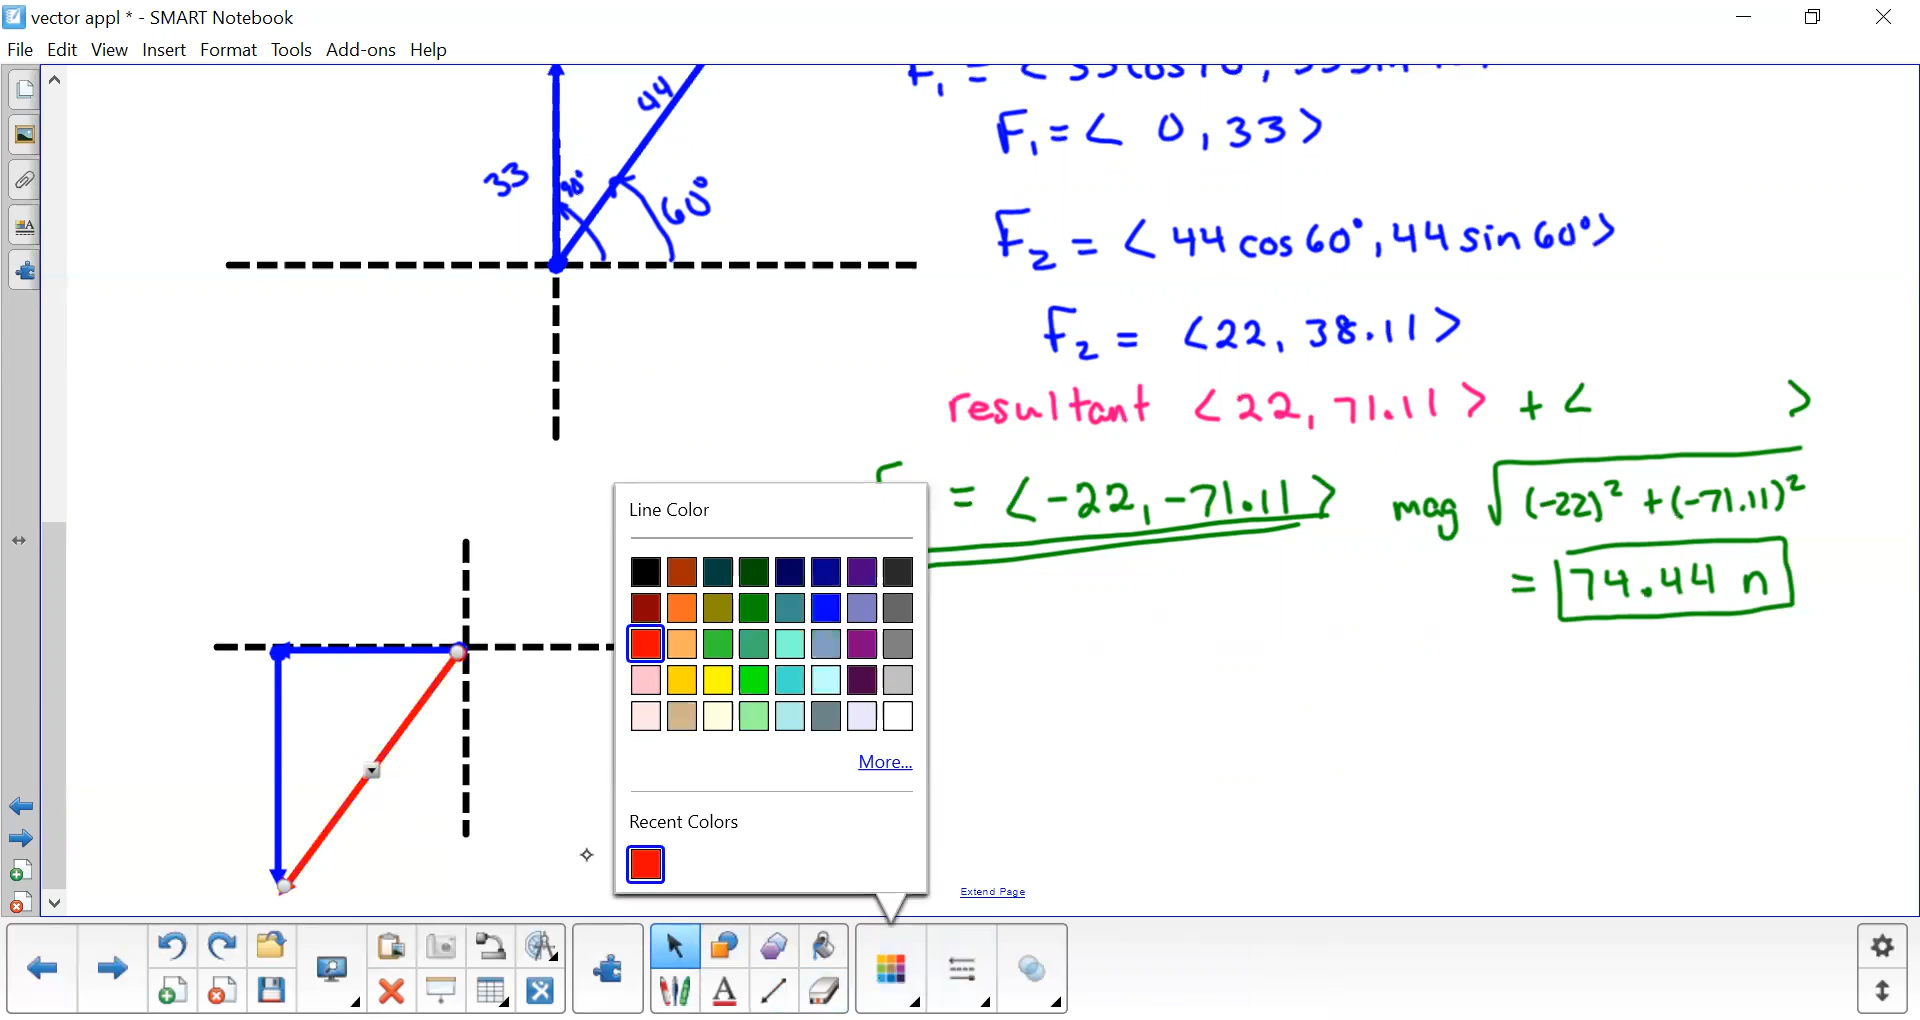 vector appl * - SMART Notebook
File Edit View Insert Format Tools Add-ons Help
44
33
90°
60°
F₁ = < 0, 33 >
F₂ = < 44 cos 60°, 44 sin 60° >
F₂ = < 22, 38.11 >
resultant < 22, 71.11 > + < >
= < -22, -71.11 > mag √(-22)² + (-71.11)²
= 74.44 n
Line Color
More...
Recent Colors
Extend Page